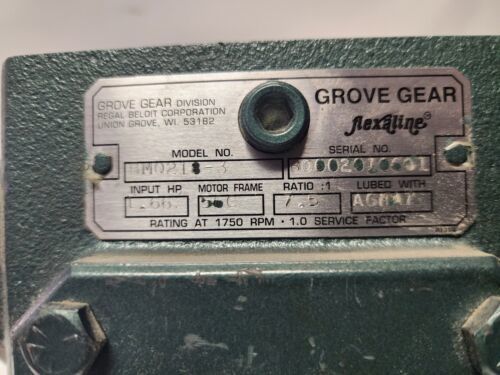 GROVE GEAR DIVISION
REGAL BELOIT CORPORATION
UNION GROVE, WI. 53182
GROVE GEAR
flexaline®
MODEL NO.
SERIAL NO.
INPUT HP
MOTOR FRAME
RATIO :1
LUBED WITH
7.5
RATING AT 1750 RPM • 1.0 SERVICE FACTOR